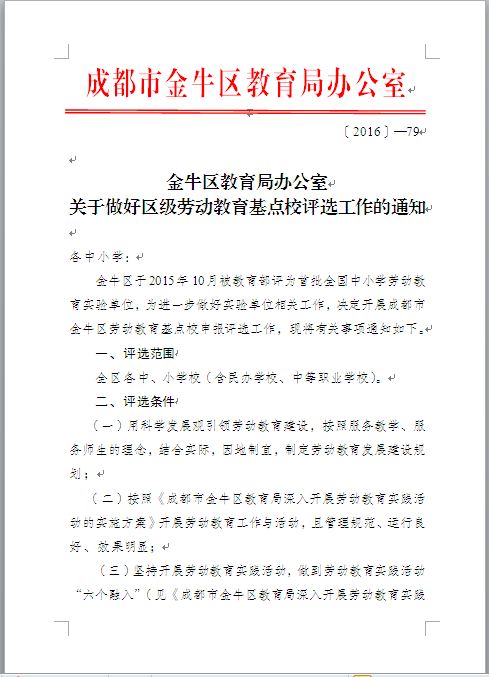 成都市金牛区教育局办公室
〔2016〕—79
金牛区教育局办公室
关于做好区级劳动教育基点校评选工作的通知
各中小学：
金牛区于2015年10月被教育部评为首批全国中小学劳动教
育实验单位，为进一步做好实验单位相关工作，决定开展成都市
金牛区劳动教育基点校申报评选工作，现将有关事项通知如下。
一、评选范围
全区各中、小学校（含民办学校、中等职业学校）。
二、评选条件
（一）用科学发展观引领劳动教育建设，按照服务教学、服
务师生的理念，结合实际，因地制宜，制定劳动教育发展建设规
划；
（二）按照《成都市金牛区教育局深入开展劳动教育实践活
动的实施方案》开展劳动教育工作与活动，且管理规范、运行良
好、效果明显；
（三）坚持开展劳动教育实践活动，做到劳动教育实践活动
“六个融入”（见《成都市金牛区教育局深入开展劳动教育实践